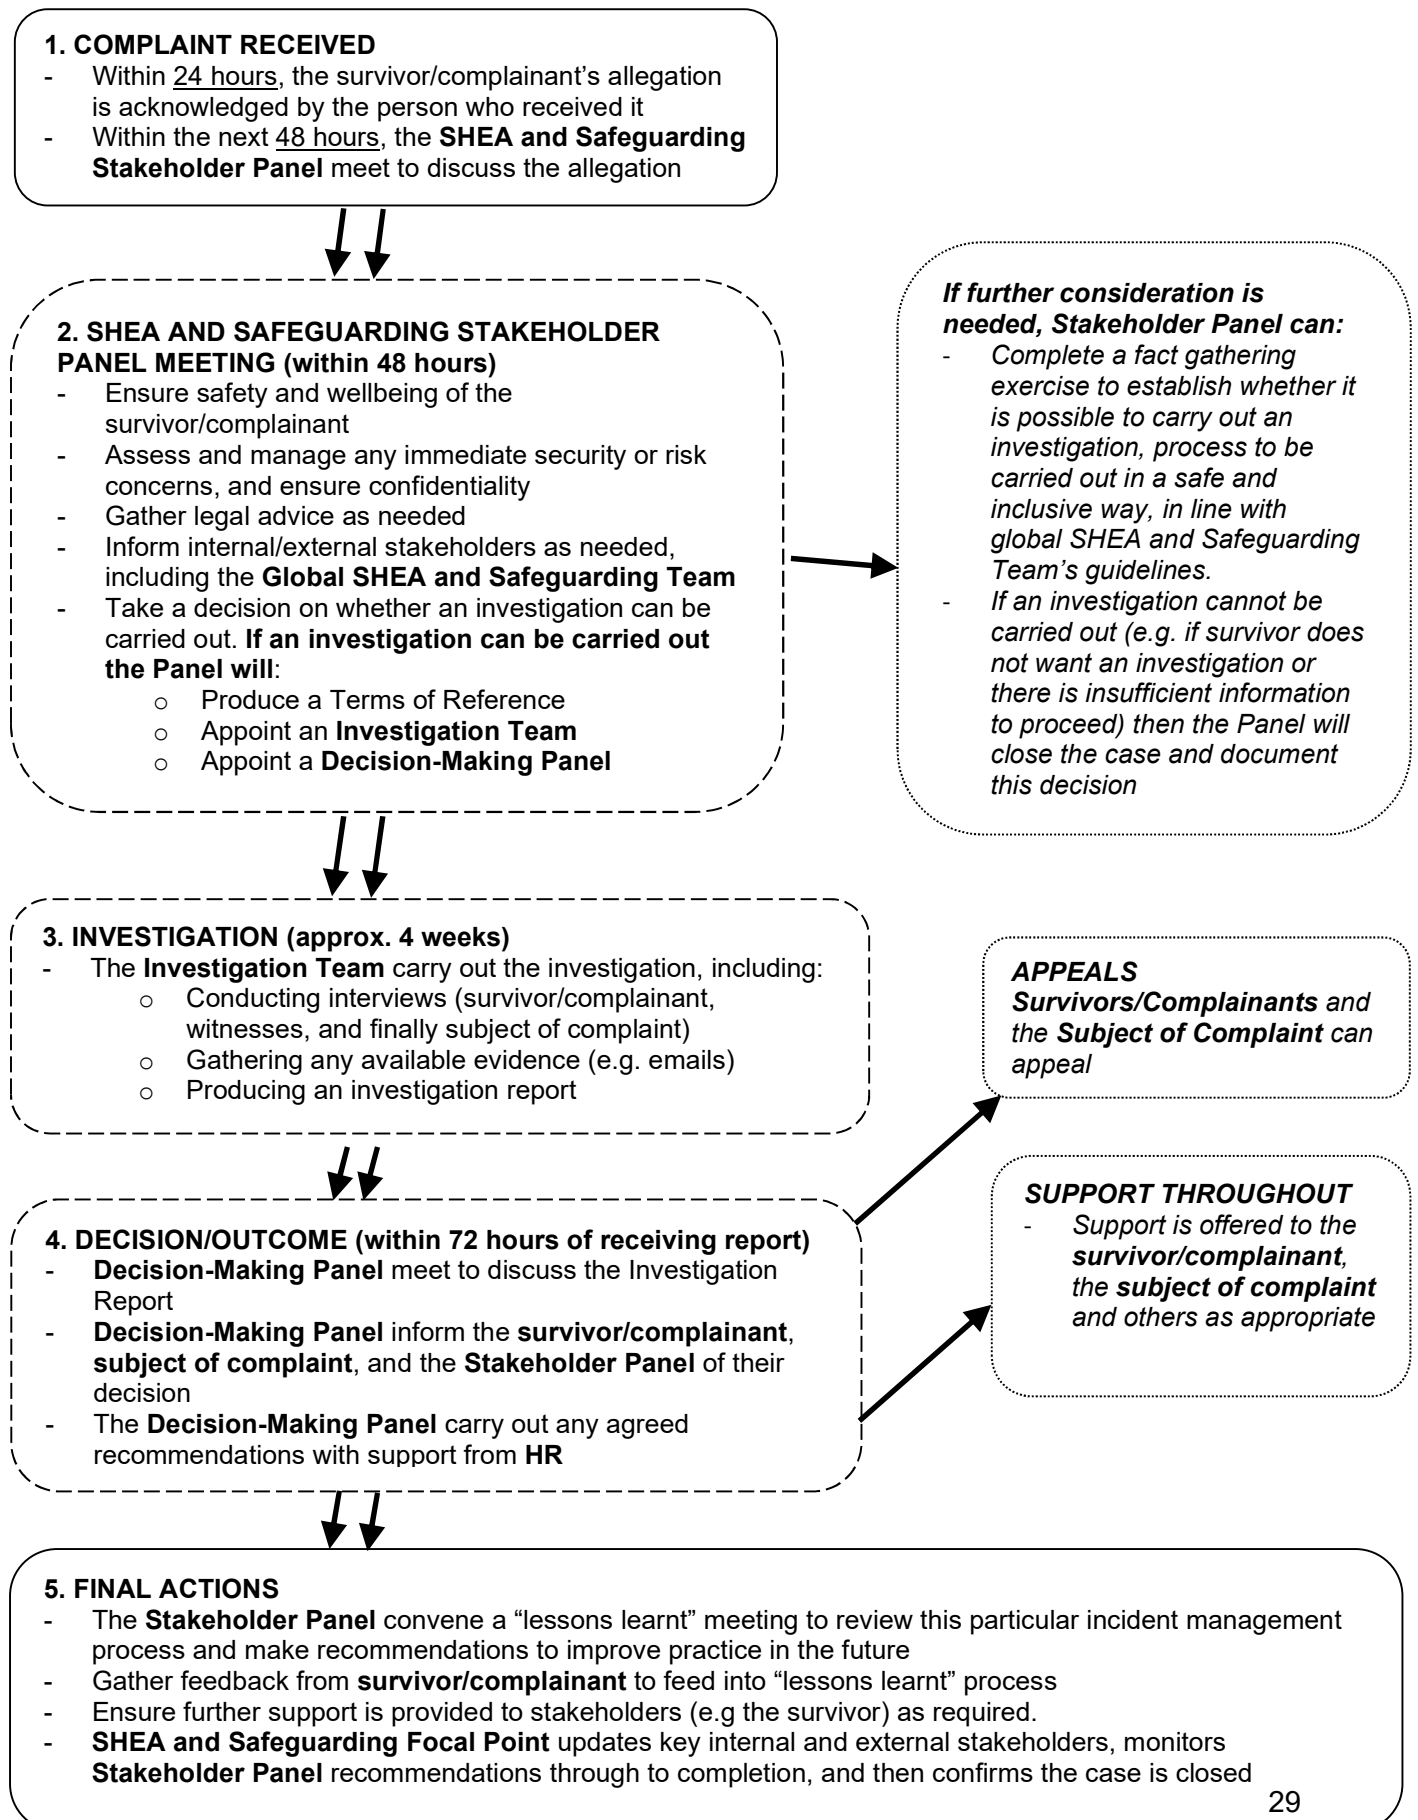 1. COMPLAINT RECEIVED
- Within 24 hours, the survivor/complainant’s allegation
is acknowledged by the person who received it
- Within the next 48 hours, the SHEA and Safeguarding
Stakeholder Panel meet to discuss the allegation
2. SHEA AND SAFEGUARDING STAKEHOLDER
PANEL MEETING (within 48 hours)
- Ensure safety and wellbeing of the
survivor/complainant
- Assess and manage any immediate security or risk
concerns, and ensure confidentiality
- Gather legal advice as needed
- Inform internal/external stakeholders as needed,
including the Global SHEA and Safeguarding Team
- Take a decision on whether an investigation can be
carried out. If an investigation can be carried out
the Panel will:
o Produce a Terms of Reference
o Appoint an Investigation Team
o Appoint a Decision-Making Panel
If further consideration is
needed, Stakeholder Panel can:
- Complete a fact gathering
exercise to establish whether it
is possible to carry out an
investigation, process to be
carried out in a safe and
inclusive way, in line with
global SHEA and Safeguarding
Team’s guidelines.
- If an investigation cannot be
carried out (e.g. if survivor does
not want an investigation or
there is insufficient information
to proceed) then the Panel will
close the case and document
this decision
3. INVESTIGATION (approx. 4 weeks)
- The Investigation Team carry out the investigation, including:
o Conducting interviews (survivor/complainant,
witnesses, and finally subject of complaint)
o Gathering any available evidence (e.g. emails)
o Producing an investigation report
APPEALS
Survivors/Complainants and
the Subject of Complaint can
appeal
4. DECISION/OUTCOME (within 72 hours of receiving report)
- Decision-Making Panel meet to discuss the Investigation
Report
- Decision-Making Panel inform the survivor/complainant,
subject of complaint, and the Stakeholder Panel of their
decision
- The Decision-Making Panel carry out any agreed
recommendations with support from HR
SUPPORT THROUGHOUT
- Support is offered to the
survivor/complainant,
the subject of complaint
and others as appropriate
5. FINAL ACTIONS
- The Stakeholder Panel convene a “lessons learnt” meeting to review this particular incident management
process and make recommendations to improve practice in the future
- Gather feedback from survivor/complainant to feed into “lessons learnt” process
- Ensure further support is provided to stakeholders (e.g the survivor) as required.
- SHEA and Safeguarding Focal Point updates key internal and external stakeholders, monitors
Stakeholder Panel recommendations through to completion, and then confirms the case is closed
29